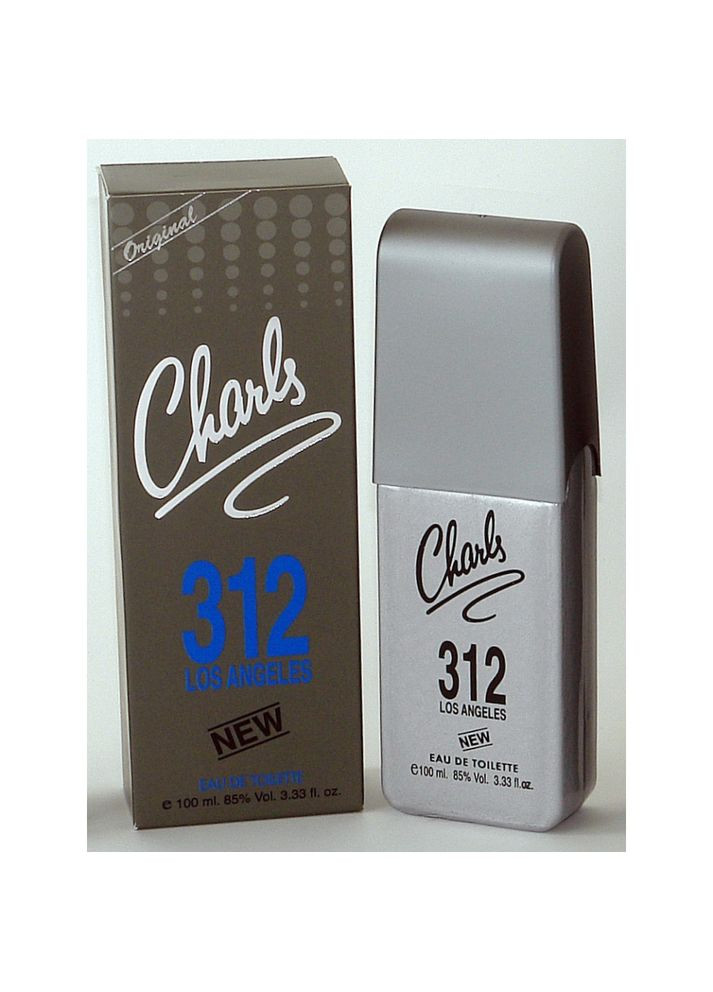 Original
Charls
312
LOS ANGELES
NEW
EAU DE TOILETTE
e 100 ml. 85% Vol. 3.33 fl. oz.
Charls
312
LOS ANGELES
NEW
EAU DE TOILETTE
e100 ml. 85% Vol. 3.33 fl. oz.